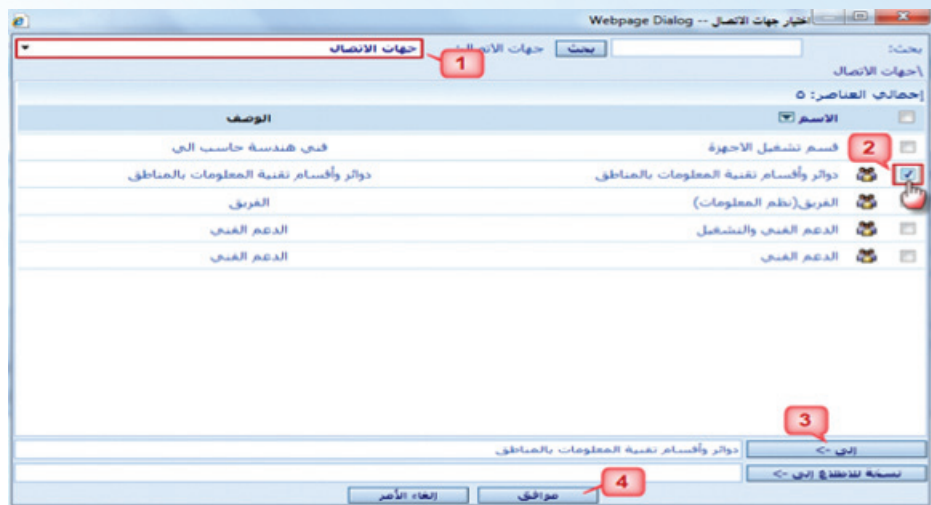 اختيار جهات الاتصال -- Webpage Dialog
بحث: بحث جهات الاتصال: جهات الاتصال
1
\جهات الاتصال
إجمالي العناصر: ٥
الاسم الوصف
قسم تشغيل الاجهزة فني هندسة حاسب الي
2
دوائر وأقسام تقنية المعلومات بالمناطق دوائر وأقسام تقنية المعلومات بالمناطق
الفريق(نظم المعلومات) الفريق
الدعم الفني والتشغيل الدعم الفني
الدعم الفني الدعم الفني
3
إلى -> دوائر وأقسام تقنية المعلومات بالمناطق
نسخة للاطلاع إلى ->
4
موافق إلغاء الأمر